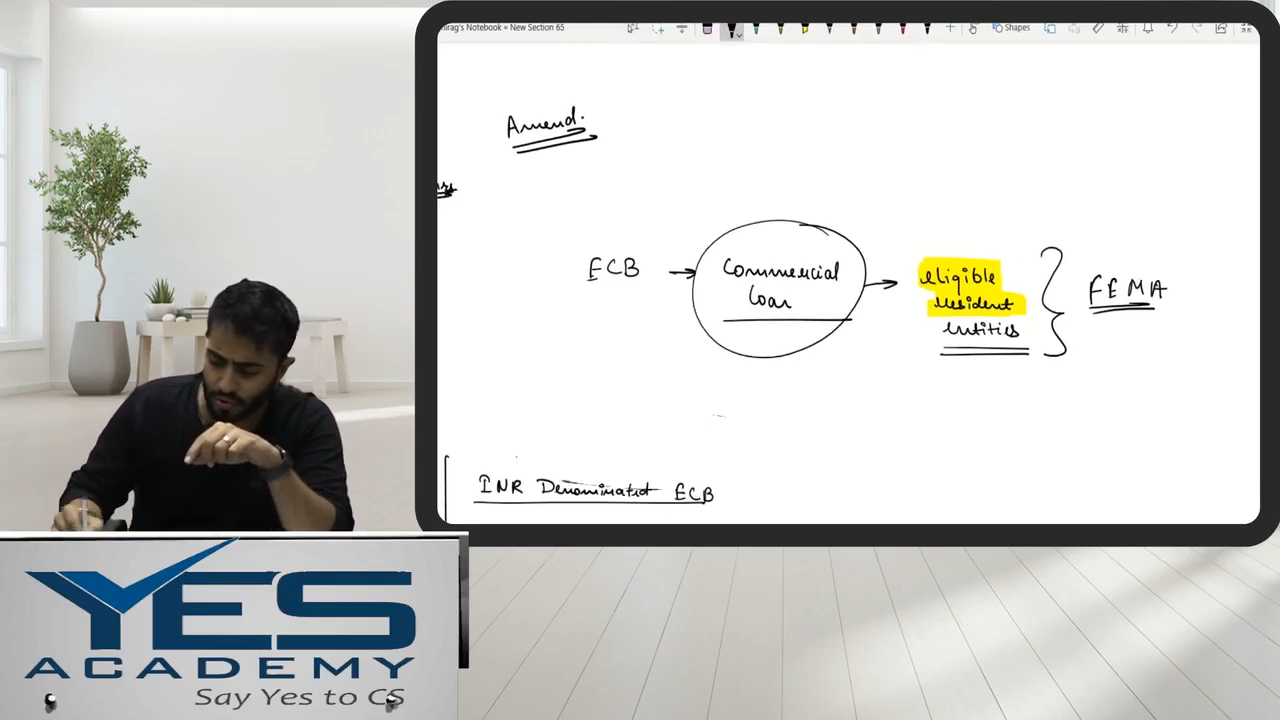 irag's Notebook » New Section 65
Shapes
Amend.
ECB → Commercial loan → eligible resident entities } FEMA
INR Denominated ECB
YES
ACADEMY
Say Yes to CS